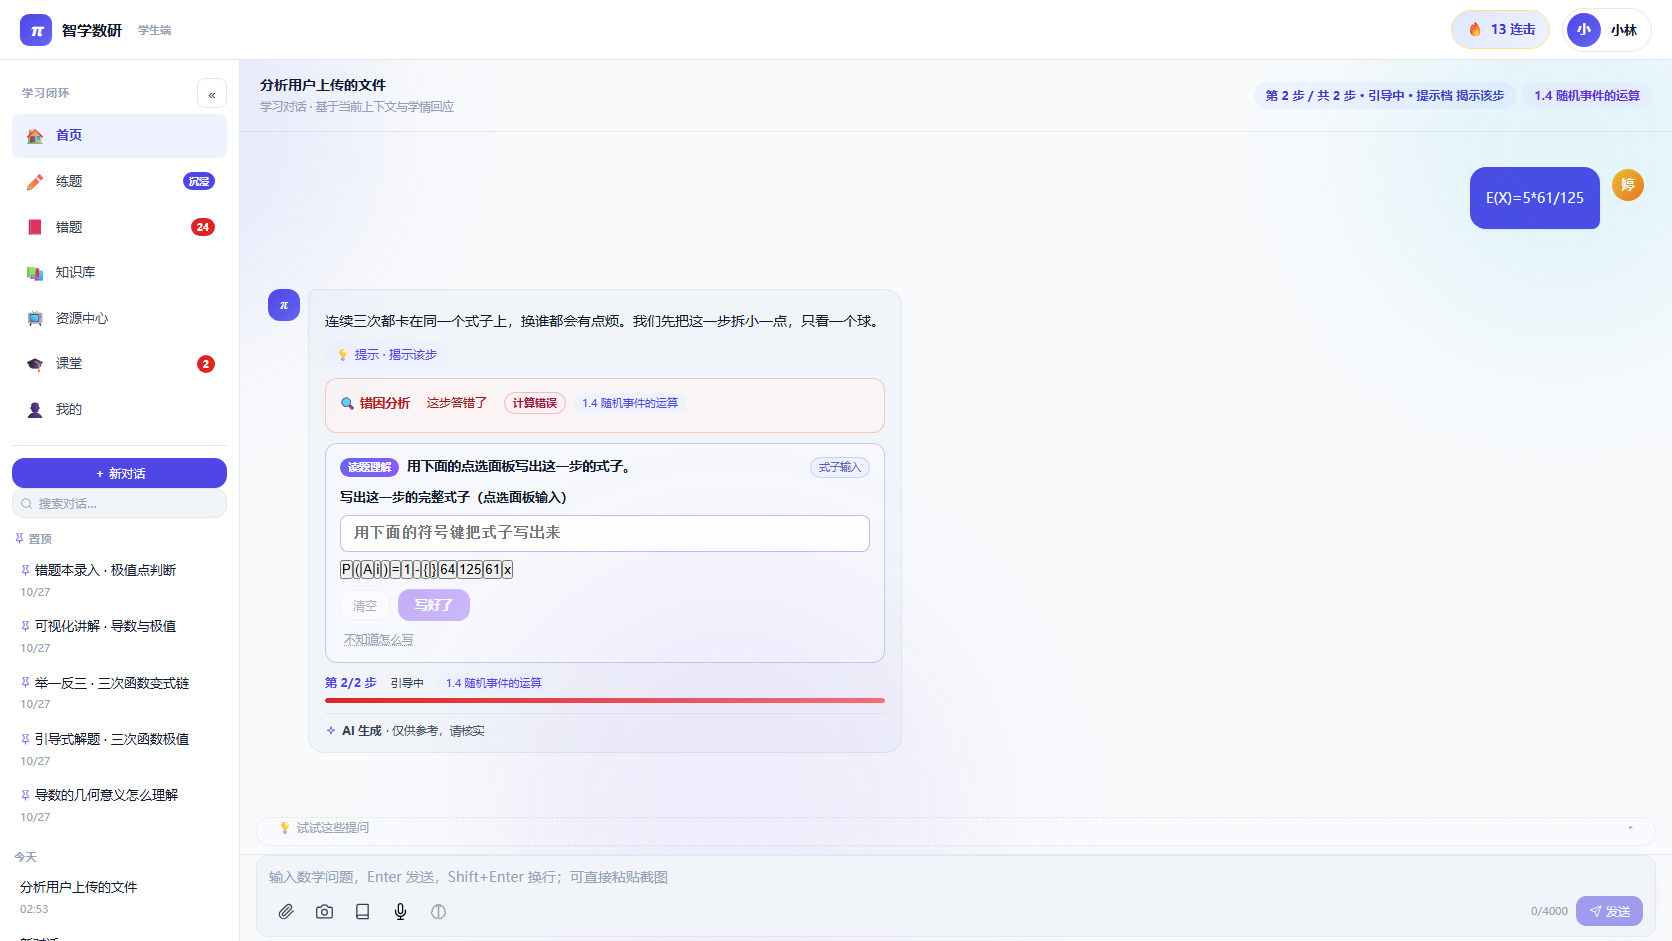 π 智学数研 学生端
13 连击
小 小林
学习闭环
«
首页
练题 沉浸
错题 24
知识库
资源中心
课堂 2
我的
+ 新对话
搜索对话...
置顶
错题本录入 · 极值点判断
10/27
可视化讲解 · 导数与极值
10/27
举一反三 · 三次函数变式链
10/27
引导式解题 · 三次函数极值
10/27
导数的几何意义怎么理解
10/27
今天
分析用户上传的文件
02:53
分析用户上传的文件
学习对话 · 基于当前上下文与学情回应
第 2 步 / 共 2 步 • 引导中 • 提示档 揭示该步
1.4 随机事件的运算
E(X)=5*61/125
婷
π
连续三次都卡在同一个式子上，换谁都会有点烦。我们先把这一步拆小一点，只看一个球。
提示 · 揭示该步
错因分析 这步答错了 计算错误 1.4 随机事件的运算
读题理解 用下面的点选面板写出这一步的式子。 式子输入
写出这一步的完整式子（点选面板输入）
用下面的符号键把式子写出来
P ( A i ) = 1 - { } 64 125 61 x
清空 写好了
不知道怎么写
第 2/2 步 引导中 1.4 随机事件的运算
AI 生成 · 仅供参考，请核实
试试这些提问
输入数学问题，Enter 发送，Shift+Enter 换行；可直接粘贴截图
0/4000 发送